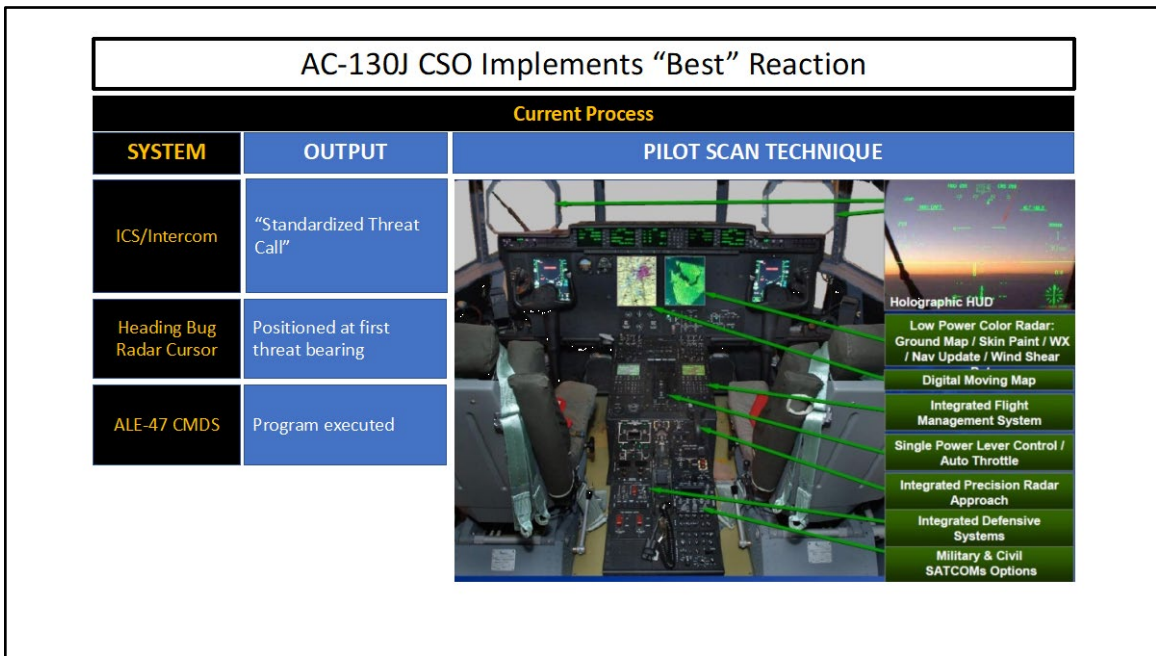 AC-130J CSO Implements “Best” Reaction
Current Process
SYSTEM
OUTPUT
PILOT SCAN TECHNIQUE
ICS/Intercom
“Standardized Threat
Call”
Heading Bug
Radar Cursor
Positioned at first
threat bearing
ALE-47 CMDS
Program executed
Holographic HUD
Low Power Color Radar:
Ground Map / Skin Paint / WX
/ Nav Update / Wind Shear
Digital Moving Map
Integrated Flight
Management System
Single Power Lever Control /
Auto Throttle
Integrated Precision Radar
Approach
Integrated Defensive
Systems
Military & Civil
SATCOMs Options